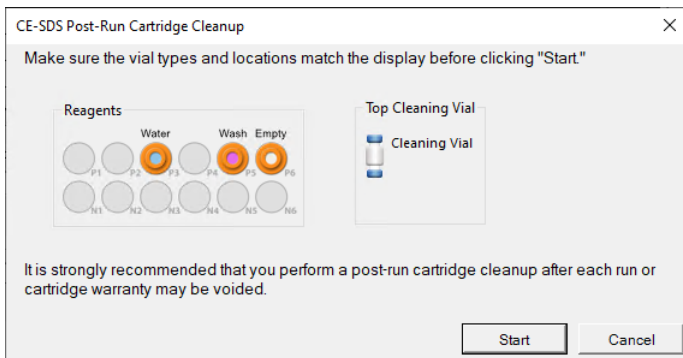 CE-SDS Post-Run Cartridge Cleanup
Make sure the vial types and locations match the display before clicking "Start."
Reagents
Water Wash Empty
P1 P2 P3 P4 P5 P6
N1 N2 N3 N4 N5 N6
Top Cleaning Vial
Cleaning Vial
It is strongly recommended that you perform a post-run cartridge cleanup after each run or
cartridge warranty may be voided.
Start Cancel